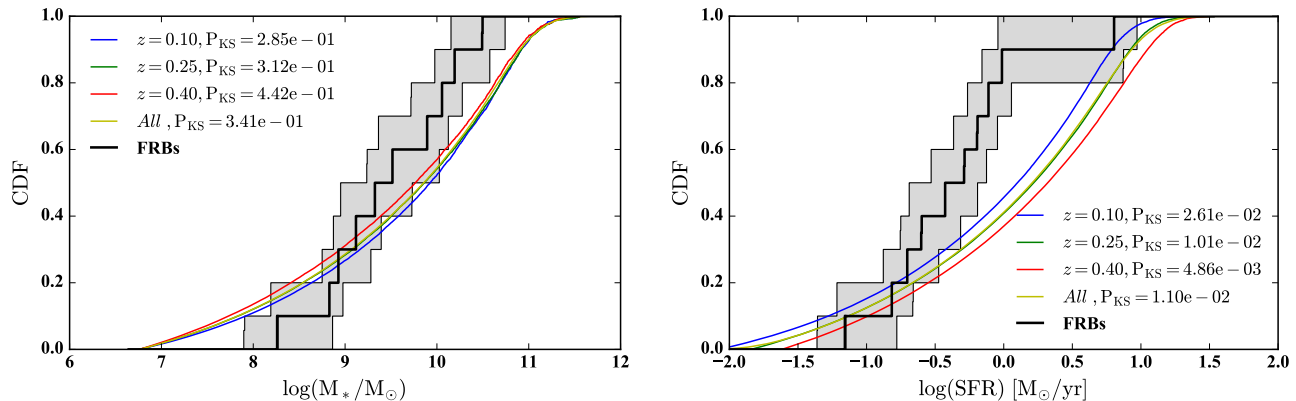 1.0
0.8
0.6
0.4
0.2
0.0
CDF
z = 0.10, P_KS = 2.85e − 01
z = 0.25, P_KS = 3.12e − 01
z = 0.40, P_KS = 4.42e − 01
All , P_KS = 3.41e − 01
FRBs
6 7 8 9 10 11 12
log(M_*/M_⊙)
1.0
0.8
0.6
0.4
0.2
0.0
CDF
z = 0.10, P_KS = 2.61e − 02
z = 0.25, P_KS = 1.01e − 02
z = 0.40, P_KS = 4.86e − 03
All , P_KS = 1.10e − 02
FRBs
−2.0 −1.5 −1.0 −0.5 0.0 0.5 1.0 1.5 2.0
log(SFR) [M_⊙/yr]